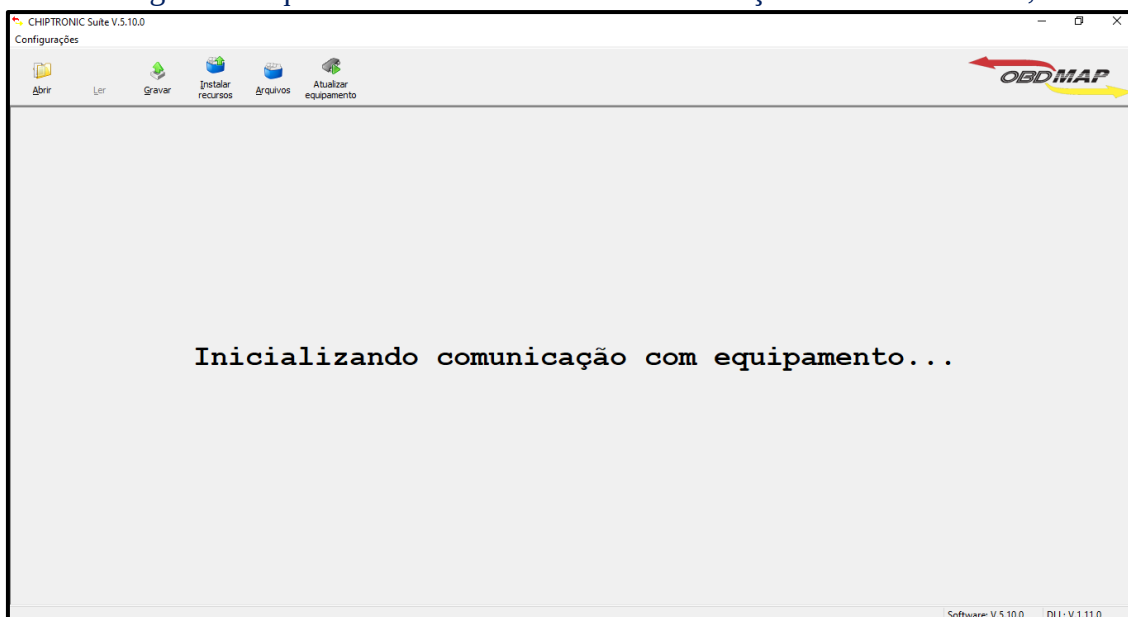 CHIPTRONIC Suíte V.5.10.0
Configurações
Abrir
Ler
Gravar
Instalar recursos
Arquivos
Atualizar equipamento
OBDMAP
Inicializando comunicação com equipamento...
Software: V 5.10.0 DLL: V 1.11.0